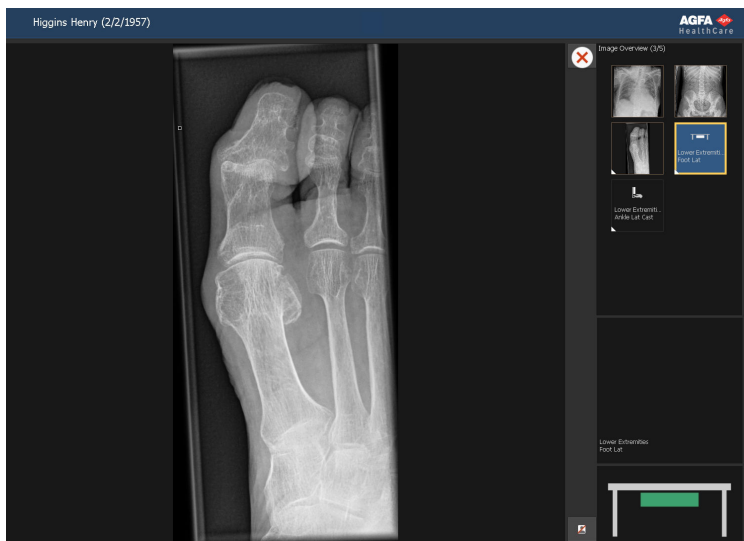 Higgins Henry (2/2/1957)
AGFA
HealthCare
Image Overview (3/5)
Lower Extremiti...
Foot Lat
Lower Extremiti...
Ankle Lat Cast
Lower Extremities
Foot Lat